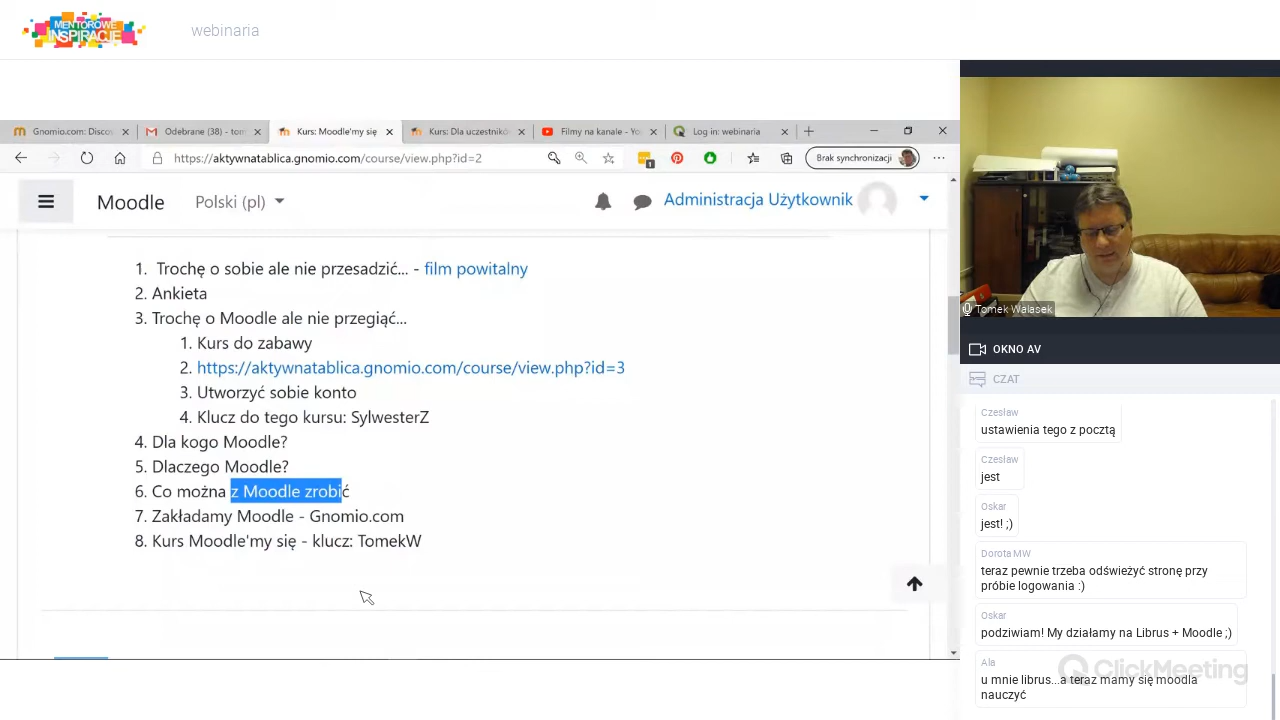 MENTOROWE
INSPIRACJE
webinaria
Gnomio.com: Discov
Odebrane (38) - tom
Kurs: Moodle'my się
Kurs: Dla uczestników
Filmy na kanale - Yo
Log in: webinaria
https://aktywnatablica.gnomio.com/course/view.php?id=2
1
Brak synchronizacji
Moodle
Polski (pl)
Administracja Użytkownik
1. Trochę o sobie ale nie przesadzić... - film powitalny
2. Ankieta
3. Trochę o Moodle ale nie przegiąć...
1. Kurs do zabawy
2. https://aktywnatablica.gnomio.com/course/view.php?id=3
3. Utworzyć sobie konto
4. Klucz do tego kursu: SylwesterZ
4. Dla kogo Moodle?
5. Dlaczego Moodle?
6. Co można z Moodle zrobić
7. Zakładamy Moodle - Gnomio.com
8. Kurs Moodle'my się - klucz: TomekW
Tomek Walasek
OKNO AV
CZAT
Czesław
ustawienia tego z pocztą
Czesław
jest
Oskar
jest! ;)
Dorota MW
teraz pewnie trzeba odświeżyć stronę przy
próbie logowania :)
Oskar
podziwiam! My działamy na Librus + Moodle ;)
Ala
u mnie librus...a teraz mamy się moodla
nauczyć
ClickMeeting